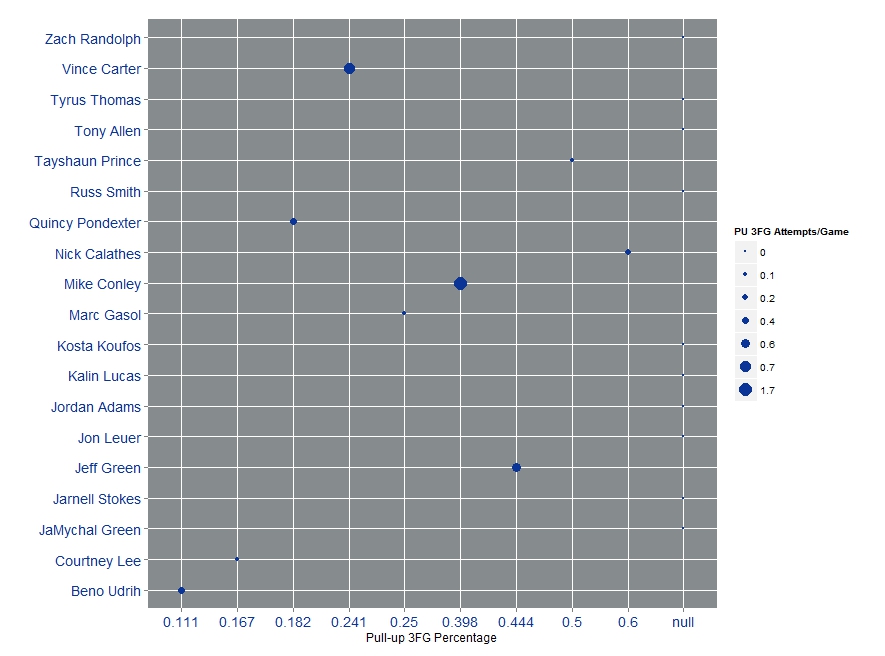 Zach Randolph
Vince Carter
Tyrus Thomas
Tony Allen
Tayshaun Prince
Russ Smith
Quincy Pondexter
Nick Calathes
Mike Conley
Marc Gasol
Kosta Koufos
Kalin Lucas
Jordan Adams
Jon Leuer
Jeff Green
Jarnell Stokes
JaMychal Green
Courtney Lee
Beno Udrih
0.111 0.167 0.182 0.241 0.25 0.398 0.444 0.5 0.6 null
Pull-up 3FG Percentage
PU 3FG Attempts/Game
0
0.1
0.2
0.4
0.6
0.7
1.7